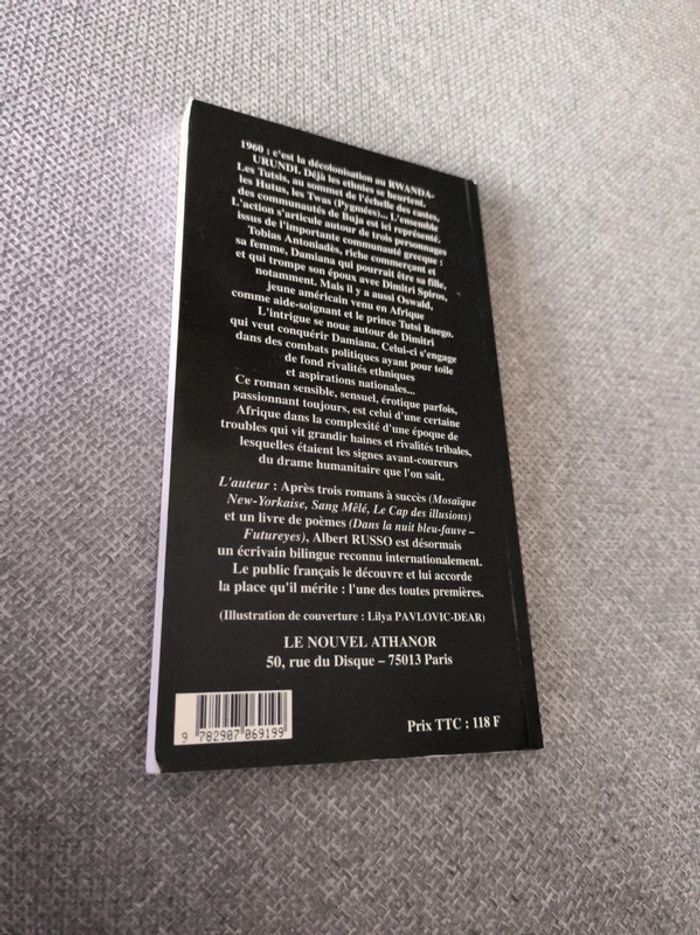 1960 : c'est la décolonisation au RWANDA-
URUNDI. Déjà les ethnies se heurtent.
Les Tutsis, au sommet de l'échelle des castes,
les Hutus, les Twas (Pygmées)... L'ensemble
des communautés de Buja est ici représenté.
L'action s'articule autour de trois personnages
issus de l'importante communauté grecque :
Tobias Antoniadès, riche commerçant et
sa femme, Damiana qui pourrait être sa fille,
et qui trompe son époux avec Dimitri Spiros,
notamment. Mais il y a aussi Oswald,
jeune américain venu en Afrique
comme aide-soignant et le prince Tutsi Ruego.
L'intrigue se noue autour de Dimitri
qui veut conquérir Damiana. Celui-ci s'engage
dans des combats politiques ayant pour toile
de fond rivalités ethniques
et aspirations nationales...
Ce roman sensible, sensuel, érotique parfois,
passionnant toujours, est celui d'une certaine
Afrique dans la complexité d'une époque de
troubles qui vit grandir haines et rivalités tribales,
lesquelles étaient les signes avant-coureurs
du drame humanitaire que l'on sait.
L'auteur : Après trois romans à succès (Mosaïque
New-Yorkaise, Sang Mêlé, Le Cap des illusions)
et un livre de poèmes (Dans la nuit bleu-fauve –
Futureyes), Albert RUSSO est désormais
un écrivain bilingue reconnu internationalement.
Le public français le découvre et lui accorde
la place qu'il mérite : l'une des toutes premières.
(Illustration de couverture : Lilya PAVLOVIC-DEAR)
LE NOUVEL ATHANOR
50, rue du Disque – 75013 Paris
Prix TTC : 118 F
9 782907 069199